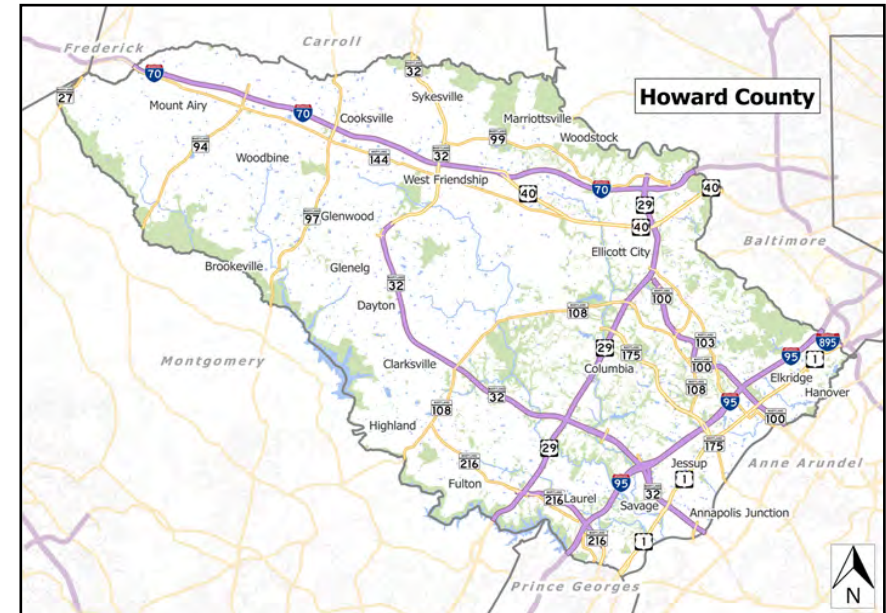 Frederick
Carroll
70
32
27
Mount Airy
Sykesville
Howard County
70
Cooksville
Marriottsville
94
99
Woodstock
Woodbine
144
32
West Friendship
40
70
40
29
97
Glenwood
40
Ellicott City
Baltimore
Brookeville
Glenelg
32
100
Dayton
108
103
895
Montgomery
29
175
95
1
Clarksville
Columbia
100
Elkridge
32
108
Hanover
108
95
100
Highland
29
175
216
Jessup
Anne Arundel
Fulton
95
1
216
Laurel
32
Savage
Annapolis Junction
216
1
Prince Georges
N